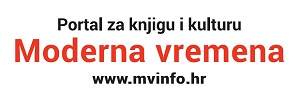 Portal za knjigu i kulturu
Moderna vremena
www.mvinfo.hr